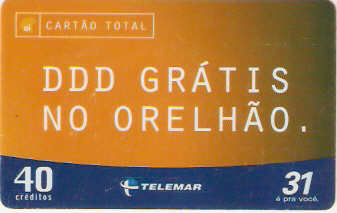 oi CARTÃO TOTAL
DDD GRÁTIS
NO ORELHÃO.
40
créditos
TELEMAR
31
é pra você.